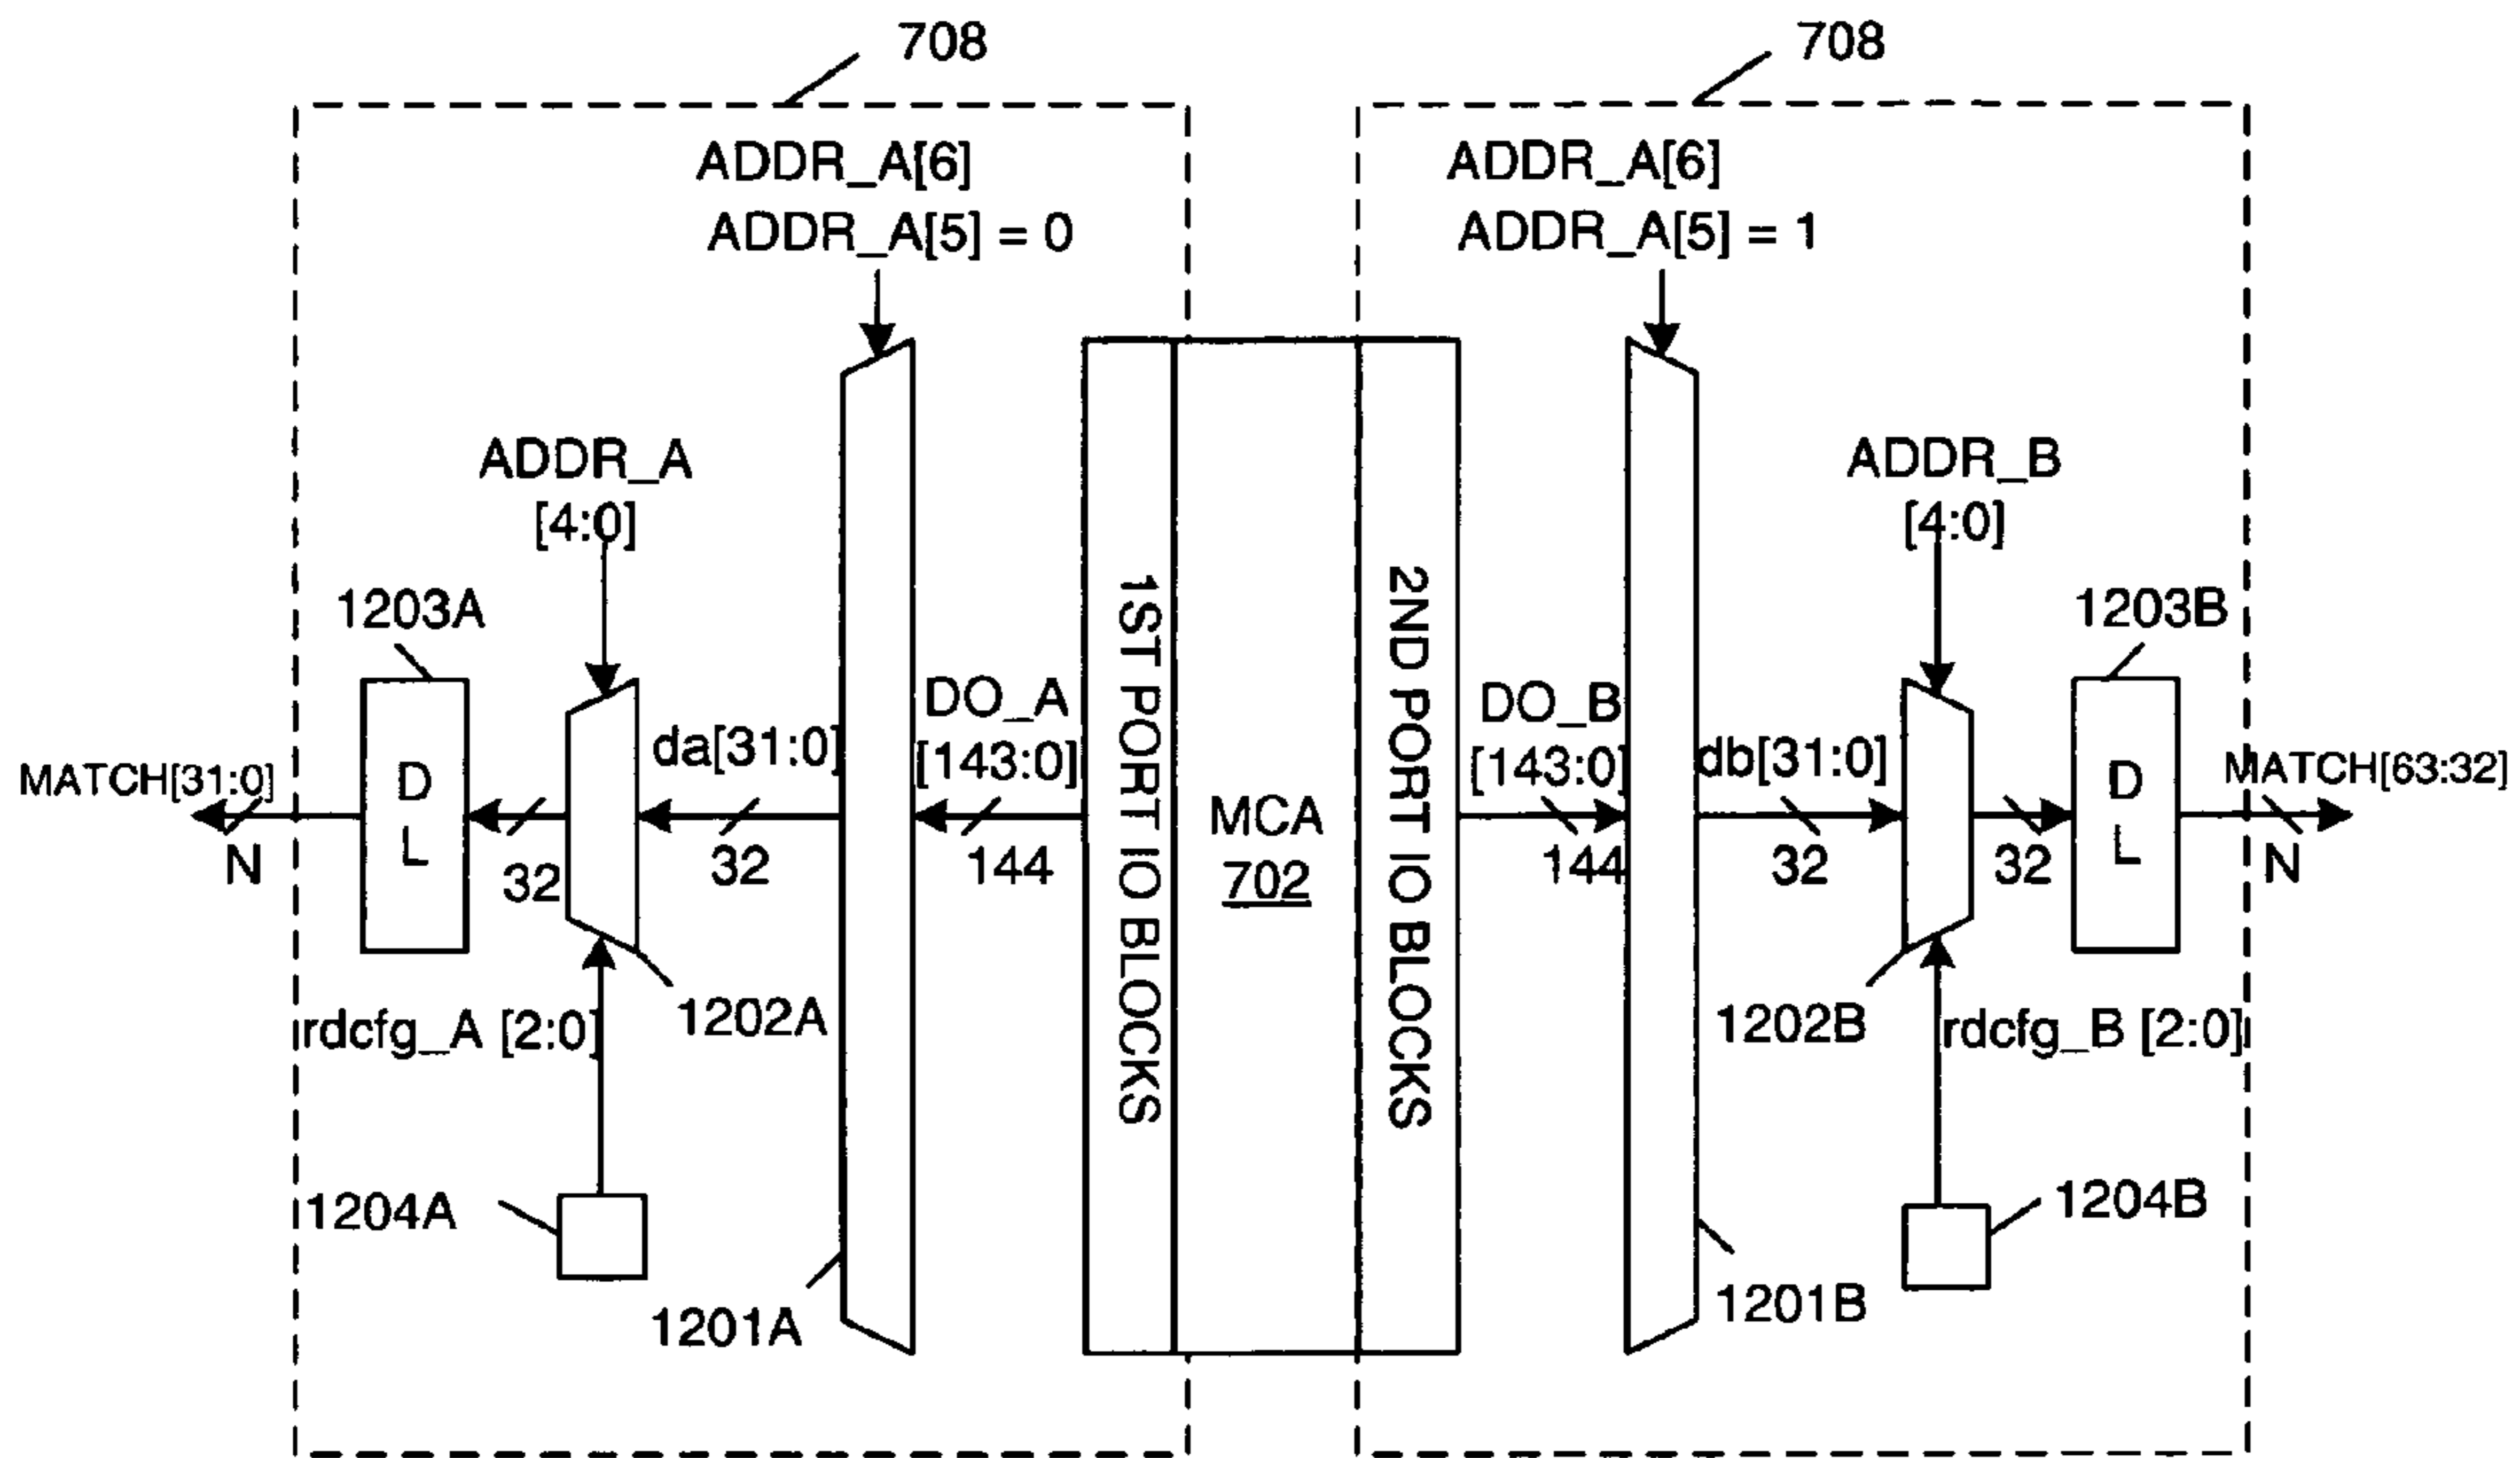 708
708
ADDR_A[6]
ADDR_A[5] = 0
ADDR_A[6]
ADDR_A[5] = 1
ADDR_A
[4:0]
ADDR_B
[4:0]
1203A
1203B
DO_A
[143:0]
DO_B
[143:0]
da[31:0]
db[31:0]
MATCH[31:0]
MATCH[63:32]
D
L
D
L
1ST PORT IO BLOCKS
MCA
702
2ND PORT IO BLOCKS
N
32
32
144
144
32
32
N
rdcfg_A [2:0]
1202A
1202B
rdcfg_B [2:0]
1204A
1204B
1201A
1201B